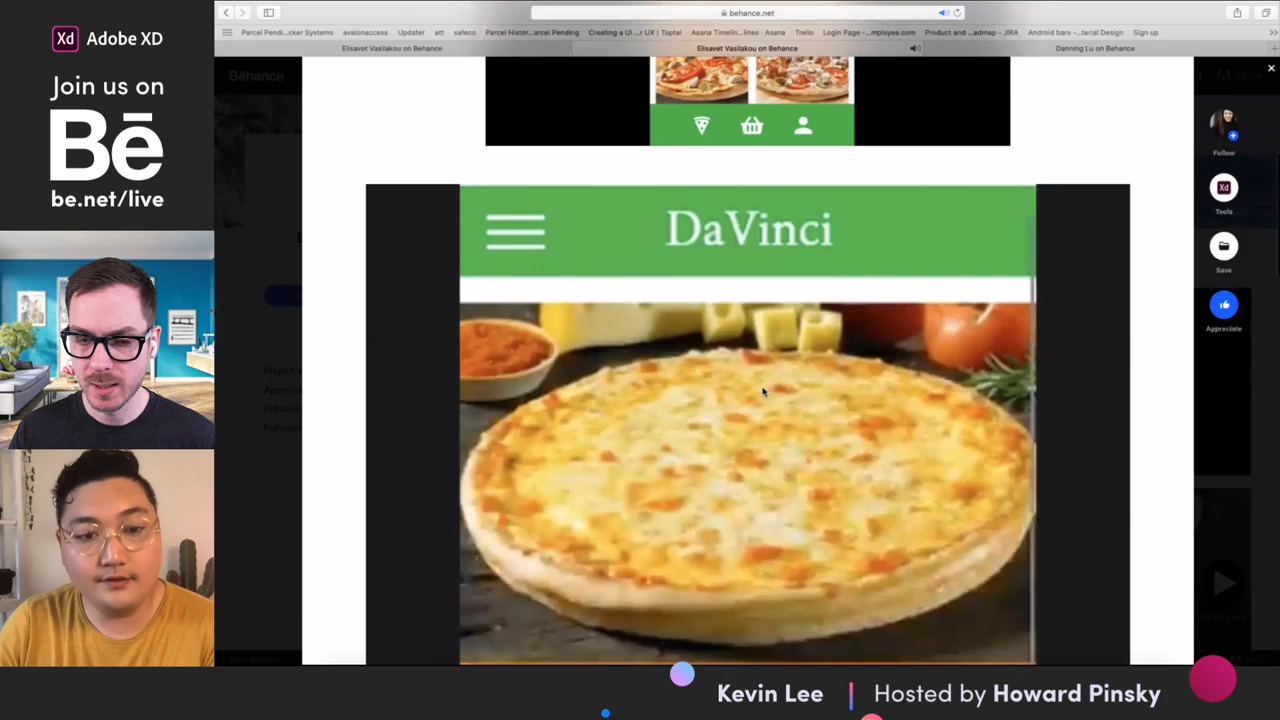 Adobe XD
Join us on
Bē
be.net/live
behance.net
Parcel Pendi...cker Systems
avalonaccess
Updater
att
safeco
Parcel Histor...arcel Pending
Creating a UI ...r UX | Toptal
Asana Timelin...lines - Asana
Trello
Login Page -...mployee.com
Product and ...admap - JIRA
Android bars -...terial Design
Sign up
Elisavet Vasilakou on Behance
Elisavet Vasilakou on Behance
Danning Lu on Behance
Bēhance
DaVinci
Follow
Xd
Tools
Save
Appreciate
Kevin Lee | Hosted by Howard Pinsky